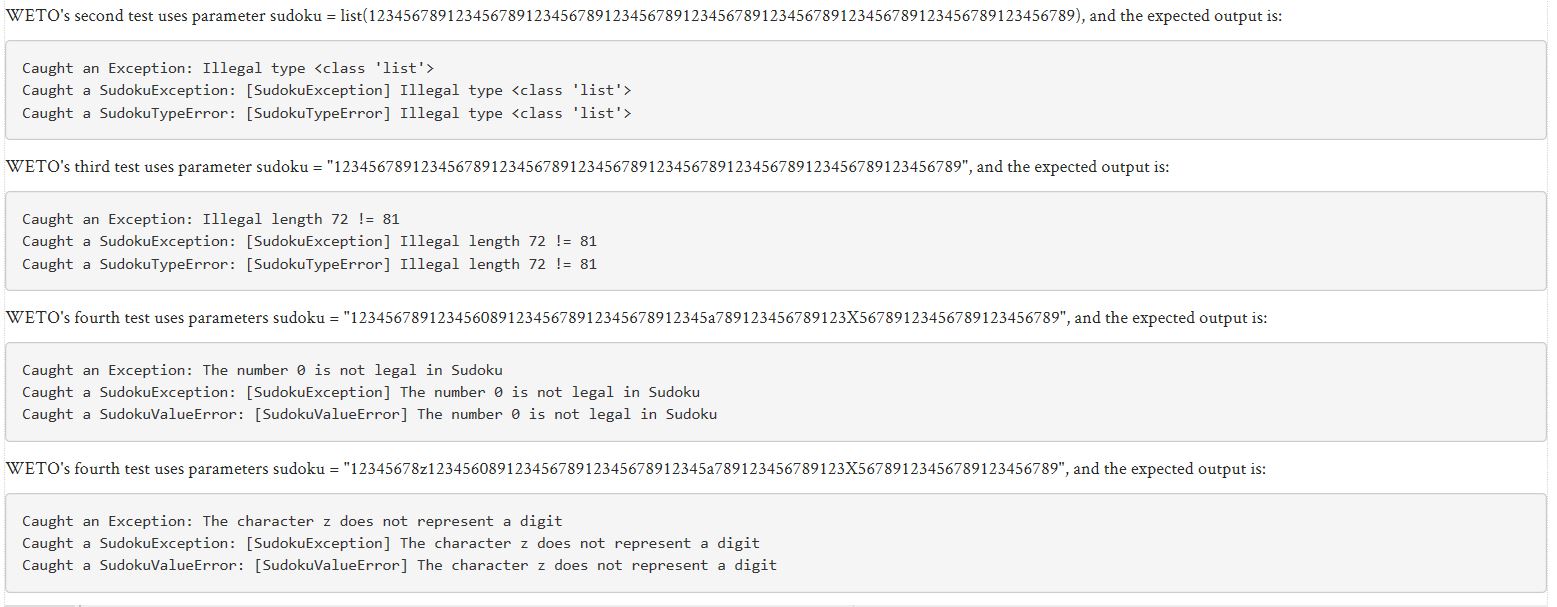 WETO's second test uses parameter sudoku = list(123456789123456789123456789123456789123456789123456789123456789123456789123456789), and the expected output is:
Caught an Exception: Illegal type <class 'list'>
Caught a SudokuException: [SudokuException] Illegal type <class 'list'>
Caught a SudokuTypeError: [SudokuTypeError] Illegal type <class 'list'>
WETO's third test uses parameter sudoku = "123456789123456789123456789123456789123456789123456789123456789123456789", and the expected output is:
Caught an Exception: Illegal length 72 != 81
Caught a SudokuException: [SudokuException] Illegal length 72 != 81
Caught a SudokuTypeError: [SudokuTypeError] Illegal length 72 != 81
WETO's fourth test uses parameters sudoku = "12345678912345608912345678912345678912345a789123456789123X56789123456789123456789", and the expected output is:
Caught an Exception: The number 0 is not legal in Sudoku
Caught a SudokuException: [SudokuException] The number 0 is not legal in Sudoku
Caught a SudokuValueError: [SudokuValueError] The number 0 is not legal in Sudoku
WETO's fourth test uses parameters sudoku = "12345678z12345608912345678912345678912345a789123456789123X56789123456789123456789", and the expected output is:
Caught an Exception: The character z does not represent a digit
Caught a SudokuException: [SudokuException] The character z does not represent a digit
Caught a SudokuValueError: [SudokuValueError] The character z does not represent a digit